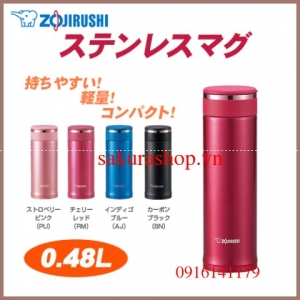 ZOJIRUSHI
ステンレスマグ
持ちやすい!
軽量!
コンパクト!
sakurashop.vn
ストロベリー
ピンク
(PU)
チェリー
レッド
(RM)
インディゴ
ブルー
(AJ)
カーボン
ブラック
(BN)
0.48L
0916141179